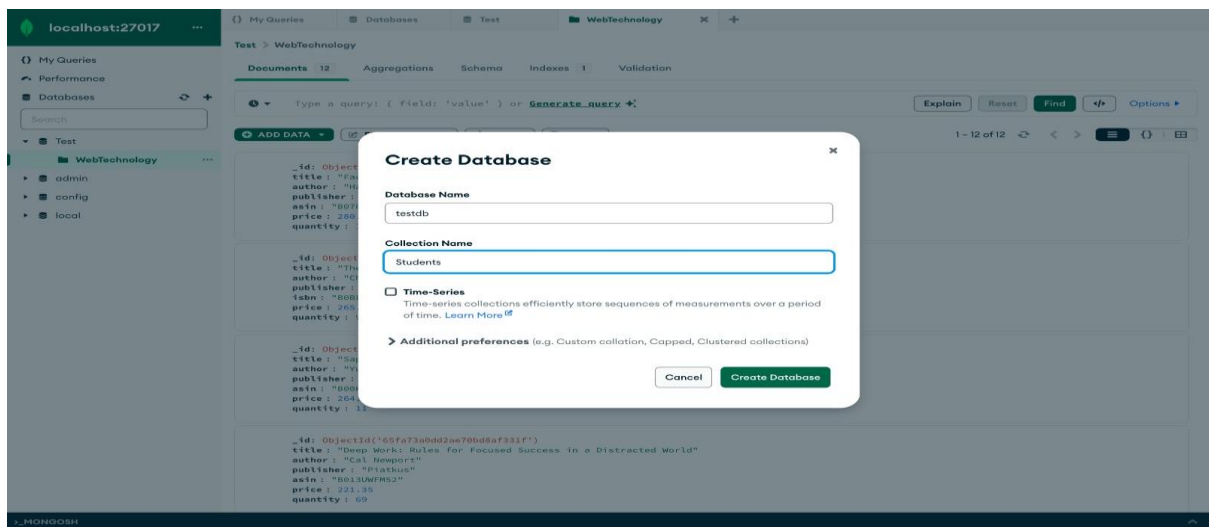 localhost:27017
My Queries
Performance
Databases
Search
Test
WebTechnology
admin
config
local
{} My Queries
Databases
Test
WebTechnology
Test > WebTechnology
Documents 12 Aggregations Schema Indexes 1 Validation
Type a query: { field: 'value' } or Generate query
Explain Reset Find </> Options
ADD DATA
1 – 12 of 12
_id: Object
title : "Fa
author : "H
publisher :
asin : "B07
price : 288
quantity :
_id: Object
title : "Th
author : "C
publisher :
isbn : "B0B
price : 265
quantity :
_id: Object
title : "Sap
author : "Yu
publisher :
asin : "B00
price : 264.
quantity : 11
_id: ObjectId('65fa73a0dd2ae70bd8af331f')
title : "Deep Work: Rules for Focused Success in a Distracted World"
author : "Cal Newport"
publisher : "Piatkus"
asin : "B013UWFM52"
price : 221.35
quantity : 69
Create Database
Database Name
testdb
Collection Name
Students
Time-Series
Time-series collections efficiently store sequences of measurements over a period
of time. Learn More
Additional preferences (e.g. Custom collation, Capped, Clustered collections)
Cancel Create Database
>_MONGOSH